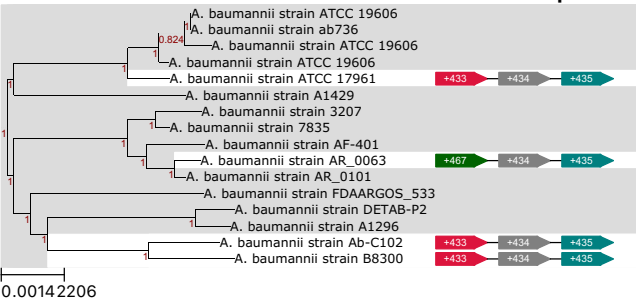 A. baumannii strain ATCC 19606
1 A. baumannii strain ab736
0.824 A. baumannii strain ATCC 19606
1 A. baumannii strain ATCC 19606
1 A. baumannii strain ATCC 17961 +433 +434 +435
1 A. baumannii strain A1429
A. baumannii strain 3207
1 A. baumannii strain 7835
1
1 A. baumannii strain AF-401
1 A. baumannii strain AR_0063 +467 +434 +435
1 A. baumannii strain AR_0101
1 A. baumannii strain FDAARGOS_533
A. baumannii strain DETAB-P2
1 1 A. baumannii strain A1296
1 A. baumannii strain Ab-C102 +433 +434 +435
1 A. baumannii strain B8300 +433 +434 +435
0.00142206